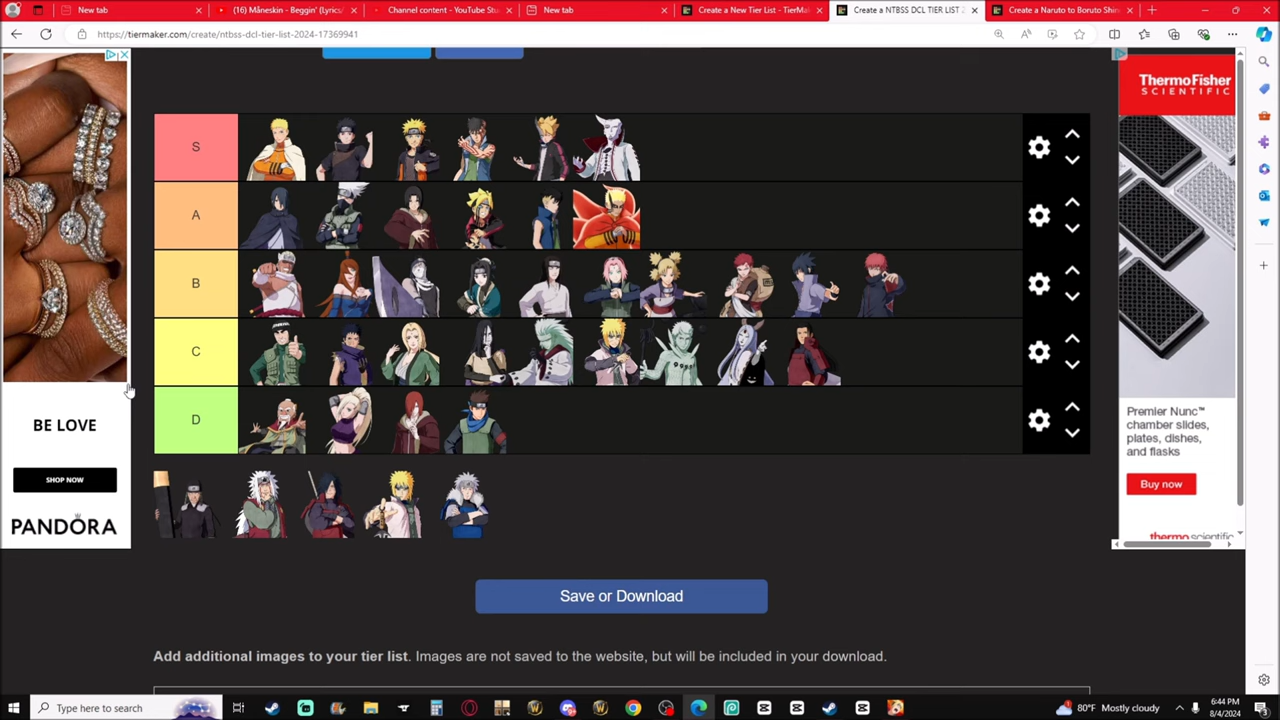 New tab
(16) Måneskin - Beggin' (Lyrics/
Channel content - YouTube Stu
New tab
Create a New Tier List - TierMa
Create a NTBSS DCL TIER LIST 2
Create a Naruto to Boruto Shin
https://tiermaker.com/create/ntbss-dcl-tier-list-2024-17369941
S
A
B
C
D
BE LOVE
SHOP NOW
PANDORA
ThermoFisher
SCIENTIFIC
Premier Nunc™
chamber slides,
plates, dishes,
and flasks
Buy now
thermo scientific
Save or Download
Add additional images to your tier list. Images are not saved to the website, but will be included in your download.
Type here to search
80°F Mostly cloudy
6:44 PM
8/4/2024